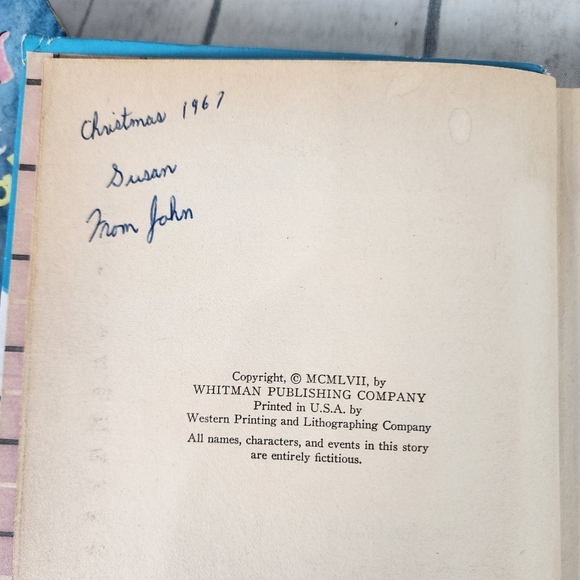 Christmas 1967
Susan
From John
Copyright, © MCMLVII, by
WHITMAN PUBLISHING COMPANY
Printed in U.S.A. by
Western Printing and Lithographing Company
All names, characters, and events in this story
are entirely fictitious.